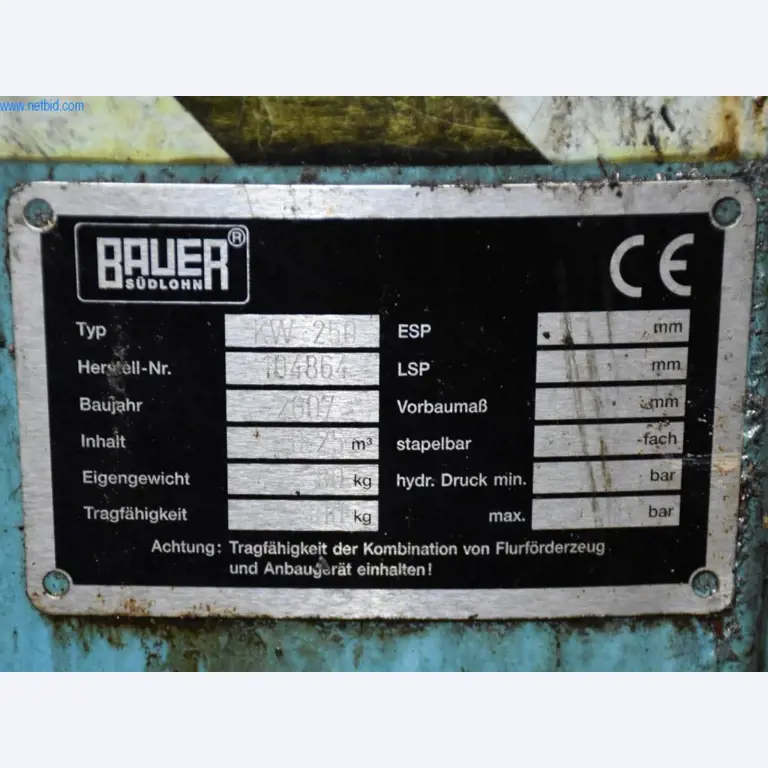 www.netbid.com
BAUER®
SÜDLOHN
CE
Typ KW 250
Herstell-Nr. 104864
Baujahr 2007
Inhalt m³
Eigengewicht kg
Tragfähigkeit kg
ESP mm
LSP mm
Vorbaumaß mm
stapelbar -fach
hydr. Druck min. bar
max. bar
Achtung: Tragfähigkeit der Kombination von Flurförderzeug
und Anbaugerät einhalten!